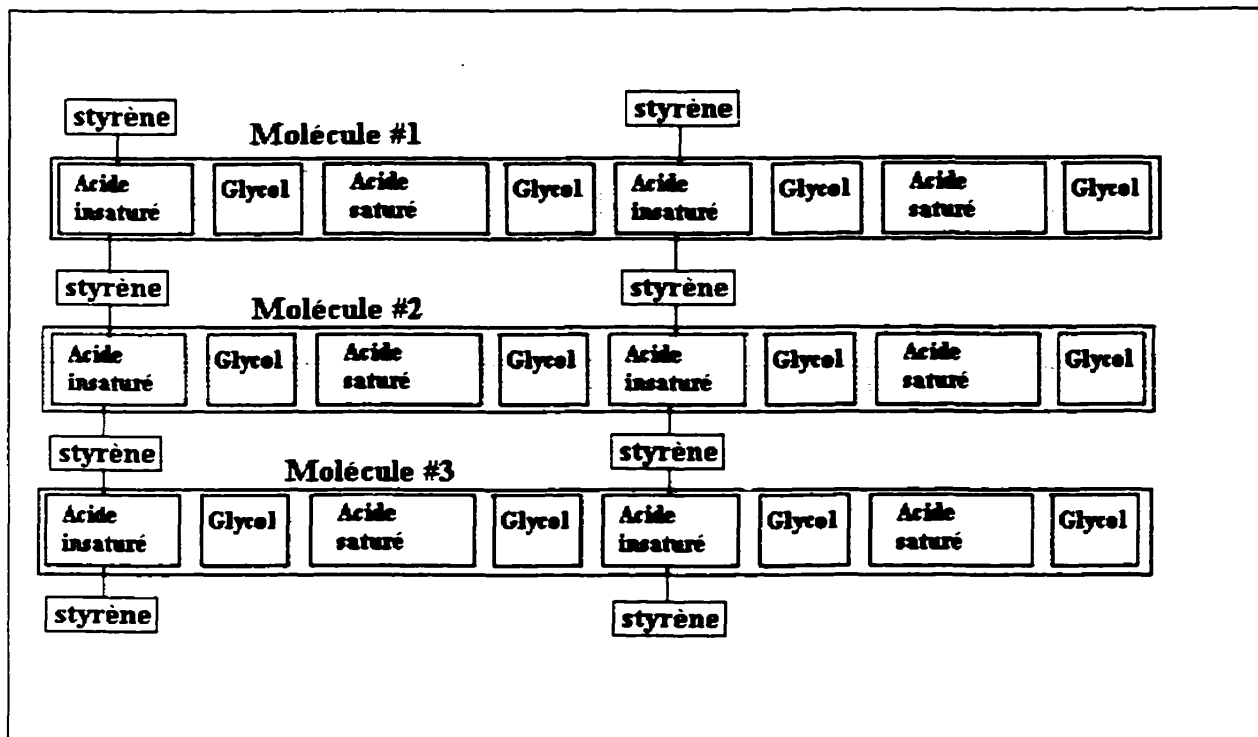 styrène styrène
Molécule #1
Acide Glycol Acide Glycol Acide Glycol Acide Glycol
insaturé saturé insaturé saturé
styrène styrène
Molécule #2
Acide Glycol Acide Glycol Acide Glycol Acide Glycol
insaturé saturé insaturé saturé
styrène styrène
Molécule #3
Acide Glycol Acide Glycol Acide Glycol Acide Glycol
insaturé saturé insaturé saturé
styrène styrène